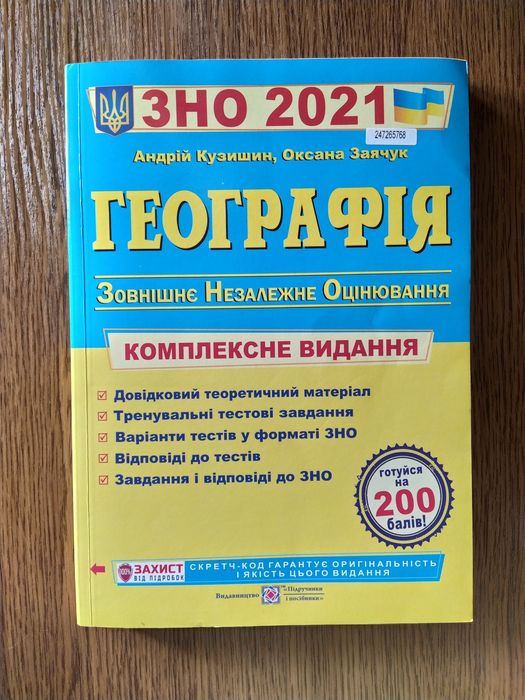 ЗНО 2021
247265768
Андрій Кузишин, Оксана Заячук
ГЕОГРАФІЯ
Зовнішнє Незалежне Оцінювання
КОМПЛЕКСНЕ ВИДАННЯ
Довідковий теоретичний матеріал
Тренувальні тестові завдання
Варіанти тестів у форматі ЗНО
Відповіді до тестів
Завдання і відповіді до ЗНО
готуйся
на
200
балів!
ЗАХИСТ
ВІД ПІДРОБОК
СКРЕТЧ-КОД ГАРАНТУЄ ОРИГІНАЛЬНІСТЬ
І ЯКІСТЬ ЦЬОГО ВИДАННЯ
Видавництво «Підручники
і посібники»